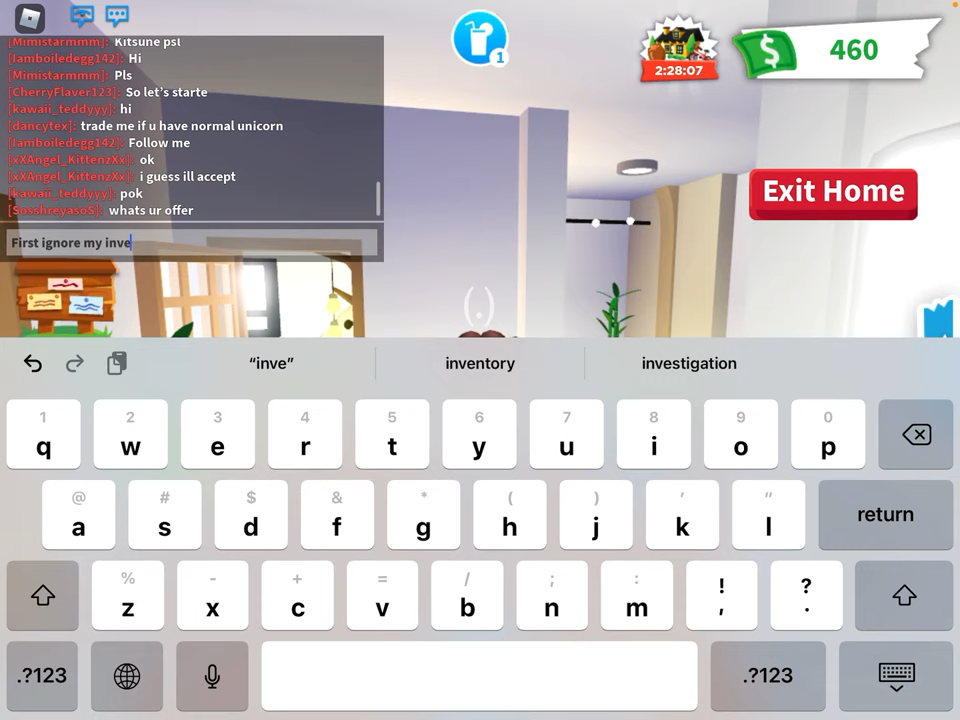 [Mimistarmmm]: Kitsune psl
[Iamboiledegg142]: Hi
[Mimistarmmm]: Pls
[CherryFlaver123]: So let's starte
[kawaii_teddyyy]: hi
[dancytex]: trade me if u have normal unicorn
[Iamboiledegg142]: Follow me
[xXAngel_KittenzXx]: ok
[xXAngel_KittenzXx]: i guess ill accept
[kawaii_teddyyy]: pok
[SosshreyasoS]: whats ur offer
First ignore my inve
1
2:28:07
$ 460
Exit Home
"inve" inventory investigation
1 2 3 4 5 6 7 8 9 0
q w e r t y u i o p
@ # $ & * ( ) ' "
a s d f g h j k l return
% - + = / ; : ! ?
z x c v b n m , .
.?123 .?123